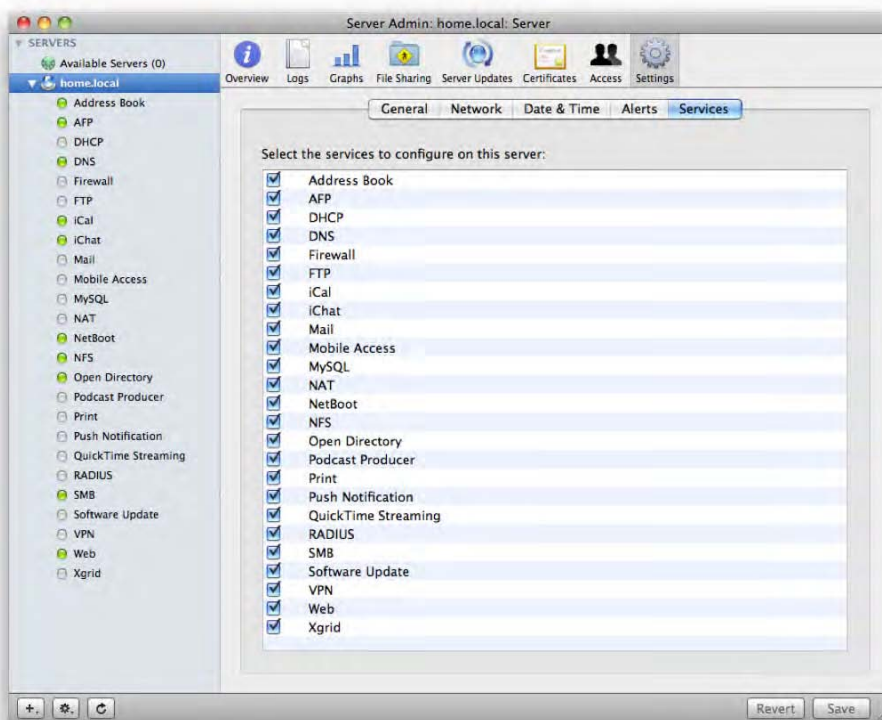 Server Admin: home.local: Server
SERVERS
Available Servers (0)
home.local
Address Book
AFP
DHCP
DNS
Firewall
FTP
iCal
iChat
Mail
Mobile Access
MySQL
NAT
NetBoot
NFS
Open Directory
Podcast Producer
Print
Push Notification
QuickTime Streaming
RADIUS
SMB
Software Update
VPN
Web
Xgrid
Overview Logs Graphs File Sharing Server Updates Certificates Access Settings
General Network Date & Time Alerts Services
Select the services to configure on this server:
Address Book
AFP
DHCP
DNS
Firewall
FTP
iCal
iChat
Mail
Mobile Access
MySQL
NAT
NetBoot
NFS
Open Directory
Podcast Producer
Print
Push Notification
QuickTime Streaming
RADIUS
SMB
Software Update
VPN
Web
Xgrid
Revert Save